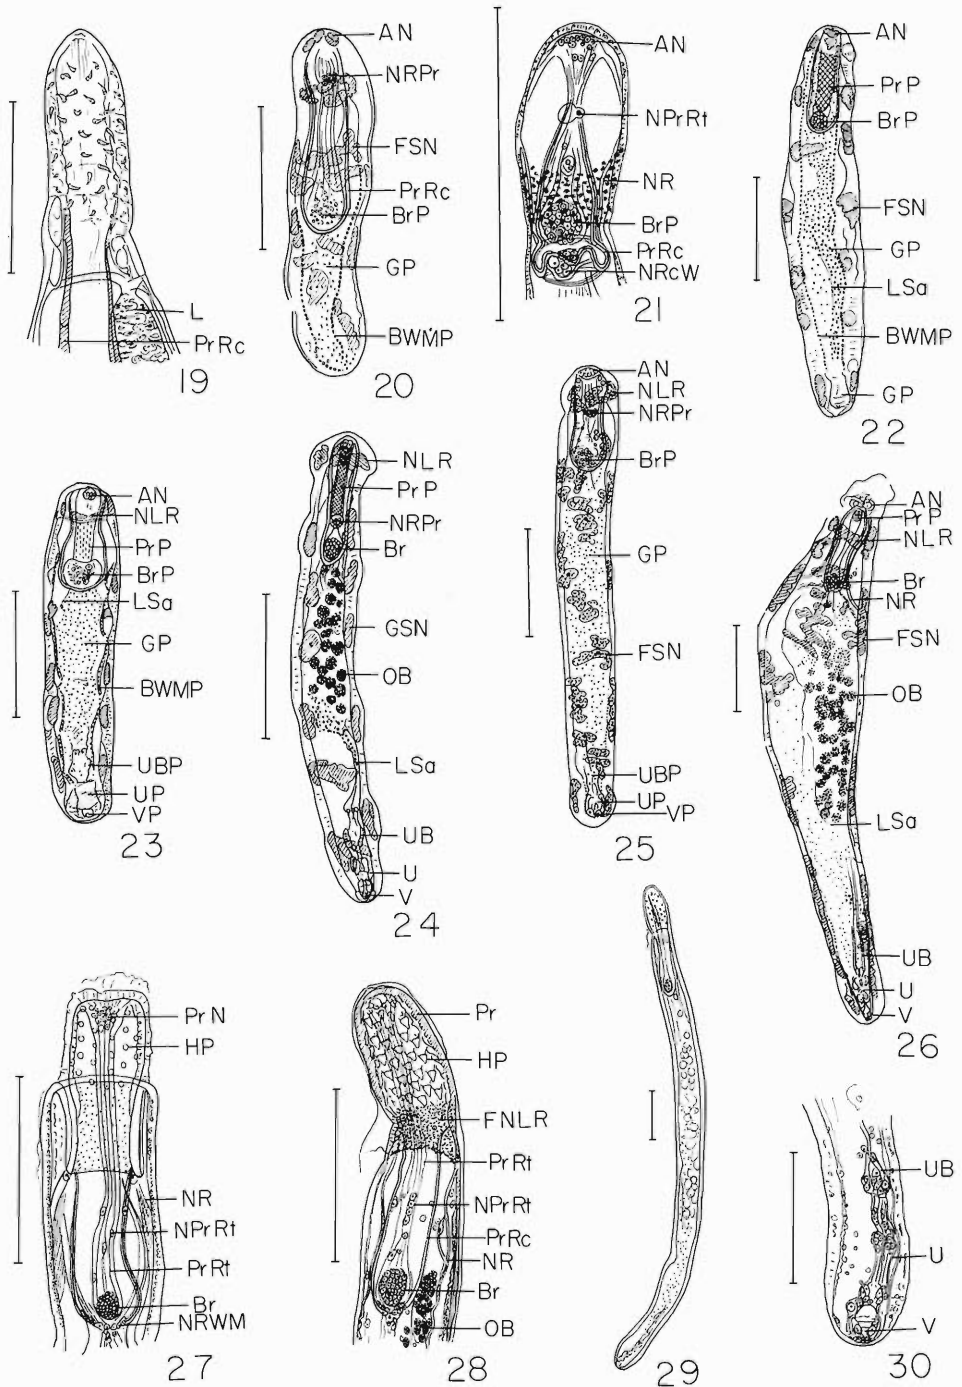 L
PrRc
19
AN
NRPr
FSN
PrRc
BrP
GP
BWMP
20
AN
NPrRt
NR
BrP
PrRc
NRcW
21
AN
PrP
BrP
FSN
GP
LSa
BWMP
GP
22
AN
NLR
PrP
BrP
LSa
GP
BWMP
UBP
UP
VP
23
NLR
PrP
NRPr
Br
GSN
OB
LSa
UB
U
V
24
AN
NLR
NRPr
BrP
GP
FSN
UBP
UP
VP
25
AN
PrP
NLR
Br
NR
FSN
OB
LSa
UB
U
V
26
PrN
HP
NR
NPrRt
PrRt
Br
NRWM
27
Pr
HP
FNLR
PrRt
NPrRt
PrRc
NR
Br
OB
28
29
UB
U
V
30